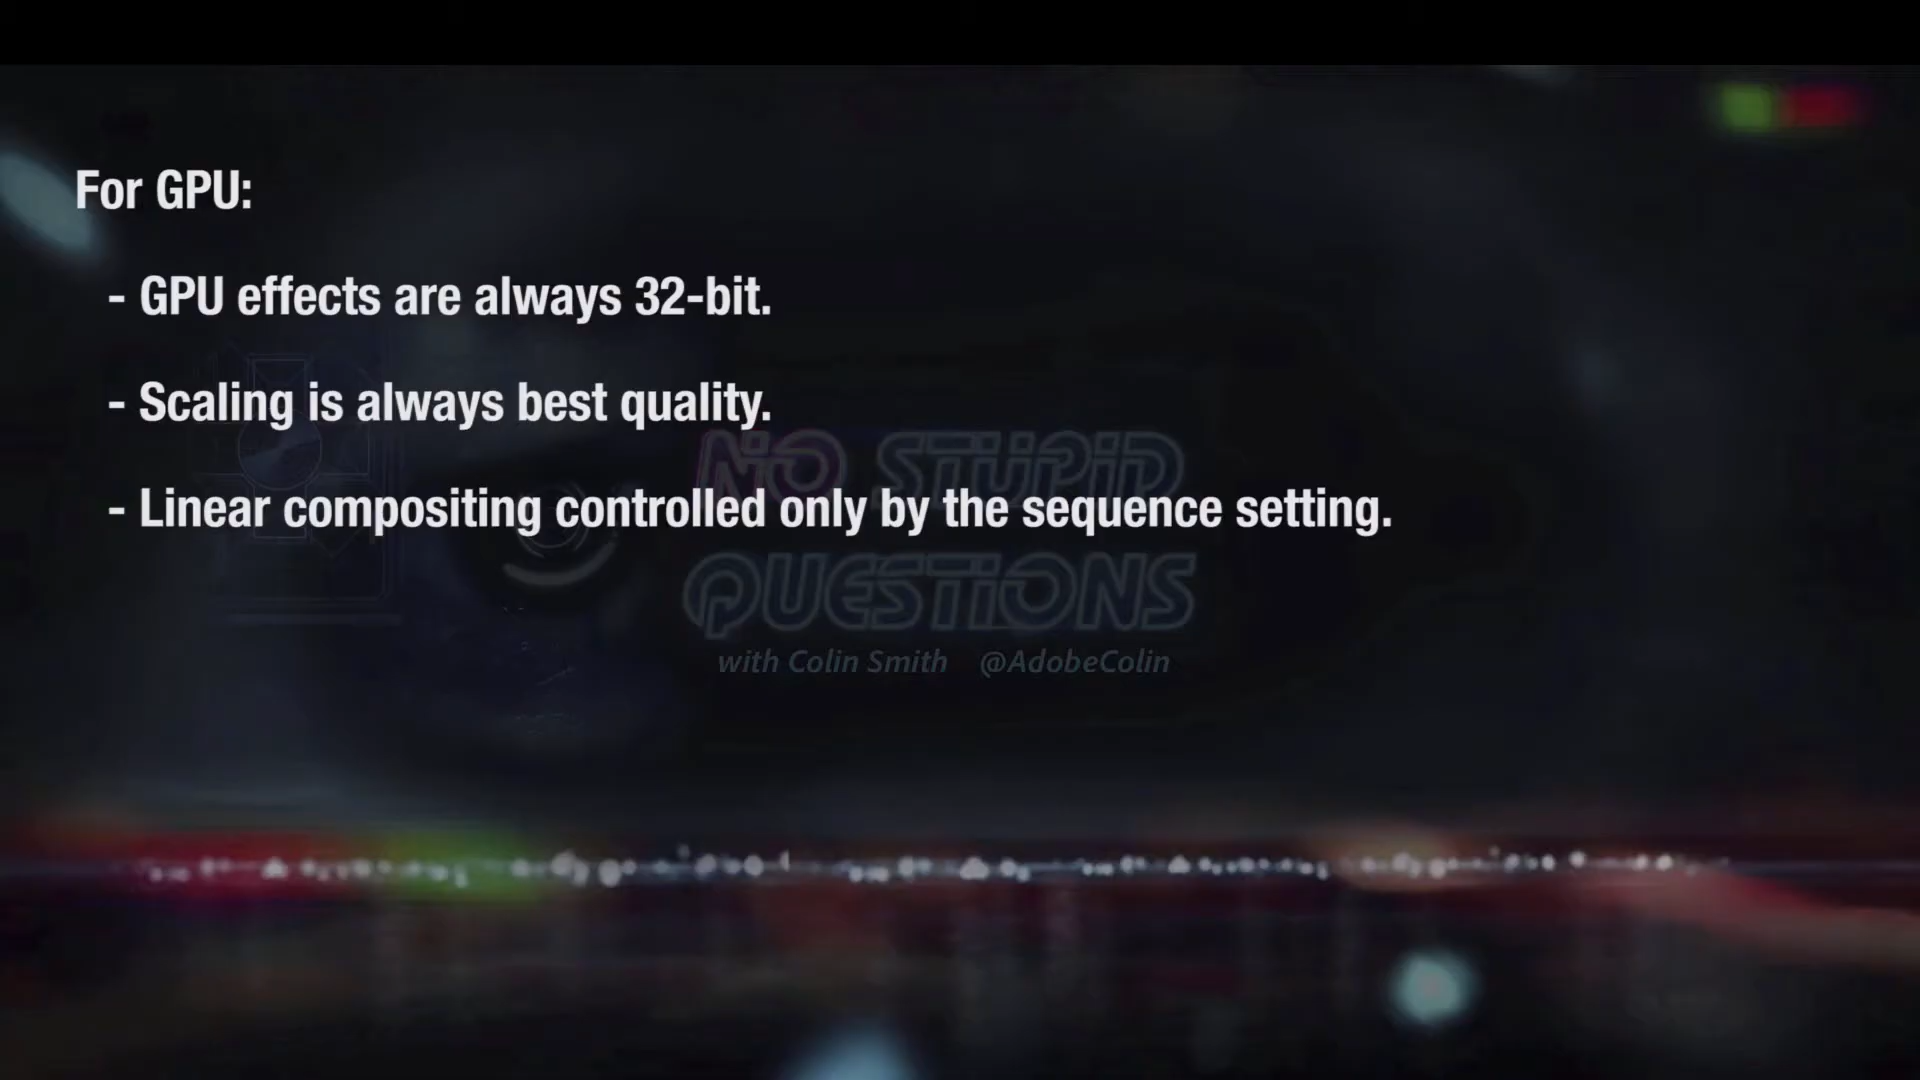 For GPU:
- GPU effects are always 32-bit.
- Scaling is always best quality.
- Linear compositing controlled only by the sequence setting.
NO STUPID
QUESTIONS
with Colin Smith @AdobeColin